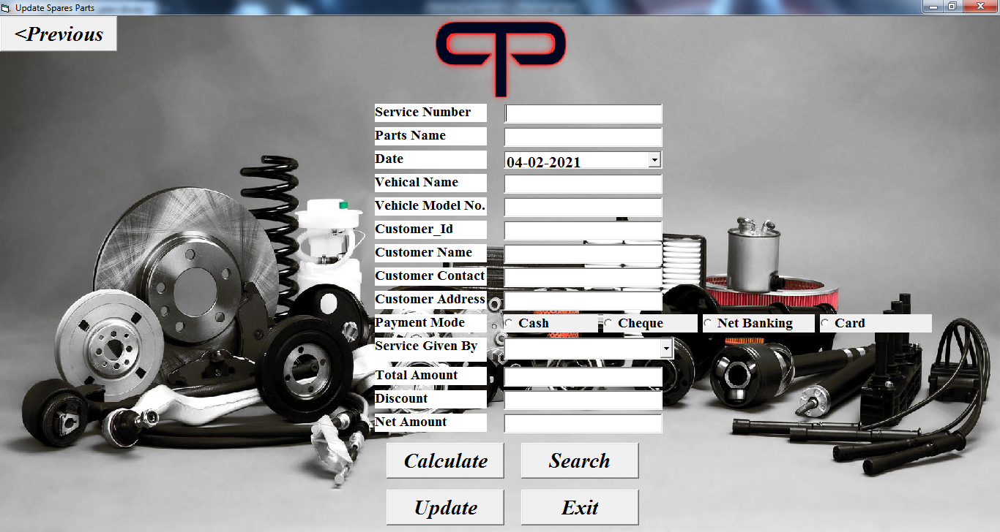 Update Spares Parts
<Previous
Service Number
Parts Name
Date 04-02-2021
Vehical Name
Vehicle Model No.
Customer_Id
Customer Name
Customer Contact
Customer Address
Payment Mode Cash Cheque Net Banking Card
Service Given By
Total Amount
Discount
Net Amount
Calculate Search
Update Exit